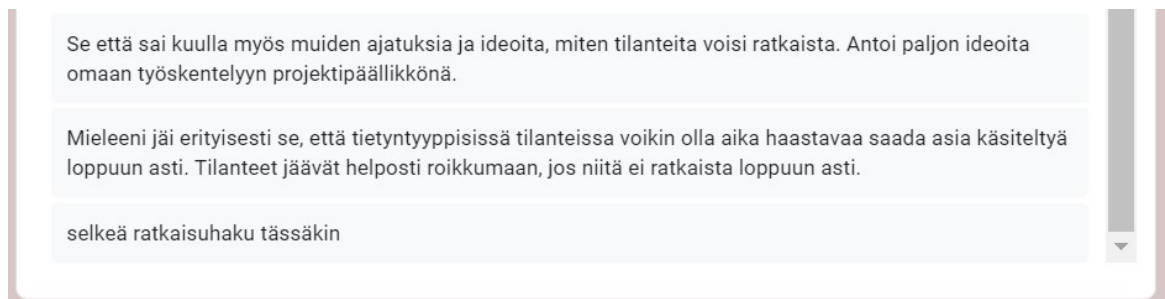 Se että sai kuulla myös muiden ajatuksia ja ideoita, miten tilanteita voisi ratkaista. Antoi paljon ideoita
omaan työskentelyyn projektipäällikkönä.
Mieleeni jäi erityisesti se, että tietyntyyppisissä tilanteissa voikin olla aika haastavaa saada asia käsiteltyä
loppuun asti. Tilanteet jäävät helposti roikkumaan, jos niitä ei ratkaista loppuun asti.
selkeä ratkaisuhaku tässäkin